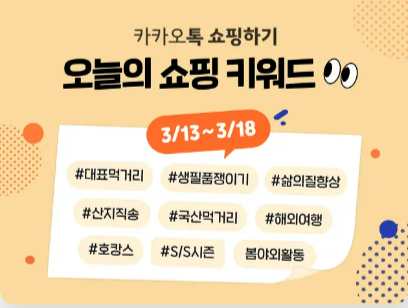 카카오톡 쇼핑하기
오늘의 쇼핑 키워드
3/13~3/18
#대표먹거리 #생필품쟁이기 #삶의질향상
#산지직송 #국산먹거리 #해외여행
#호캉스 #S/S시즌 봄야외활동